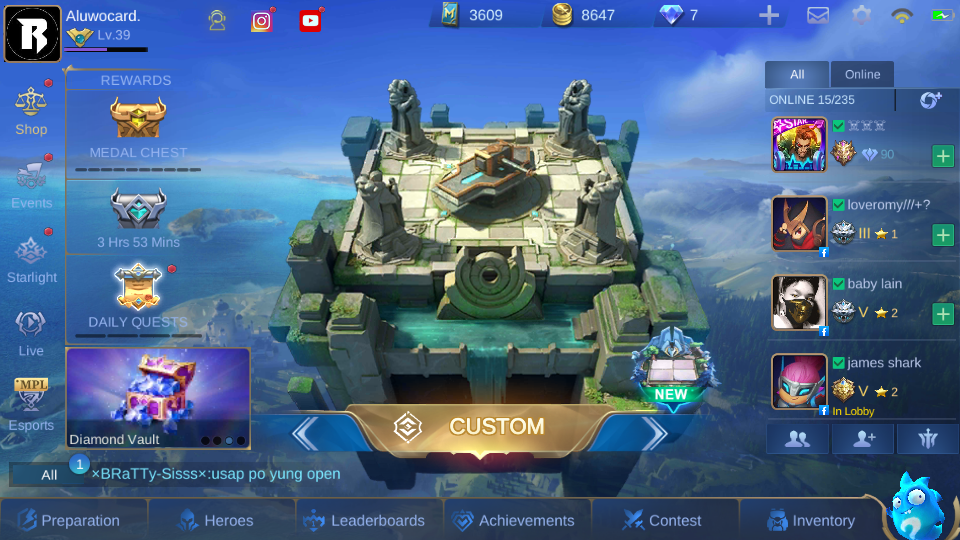 Aluwocard.
Lv.39
3609
8647
7
Shop
Events
Starlight
Live
MPL
Esports
REWARDS
MEDAL CHEST
3 Hrs 53 Mins
DAILY QUESTS
Diamond Vault
CUSTOM
NEW
All
Online
ONLINE 15/235
STAR
90
loveromy///+?
III 1
baby lain
V 2
james shark
V 2
In Lobby
All
1
×BRaTTy-Sisss×:usap po yung open
Preparation
Heroes
Leaderboards
Achievements
Contest
Inventory